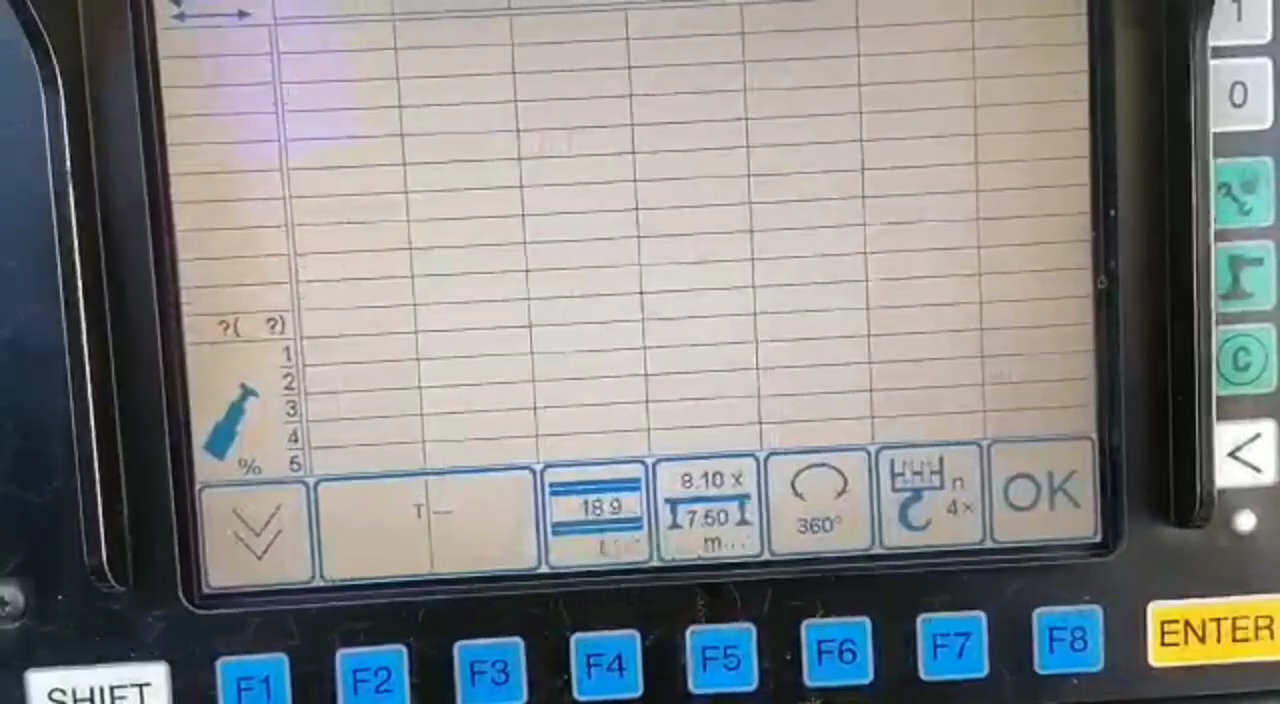 1
0
C
<
?( ?)
1
2
3
4
% 5
T --
18.9
8.10 x
7.50
m
360°
n
4x
OK
SHIFT
F1
F2
F3
F4
F5
F6
F7
F8
ENTER